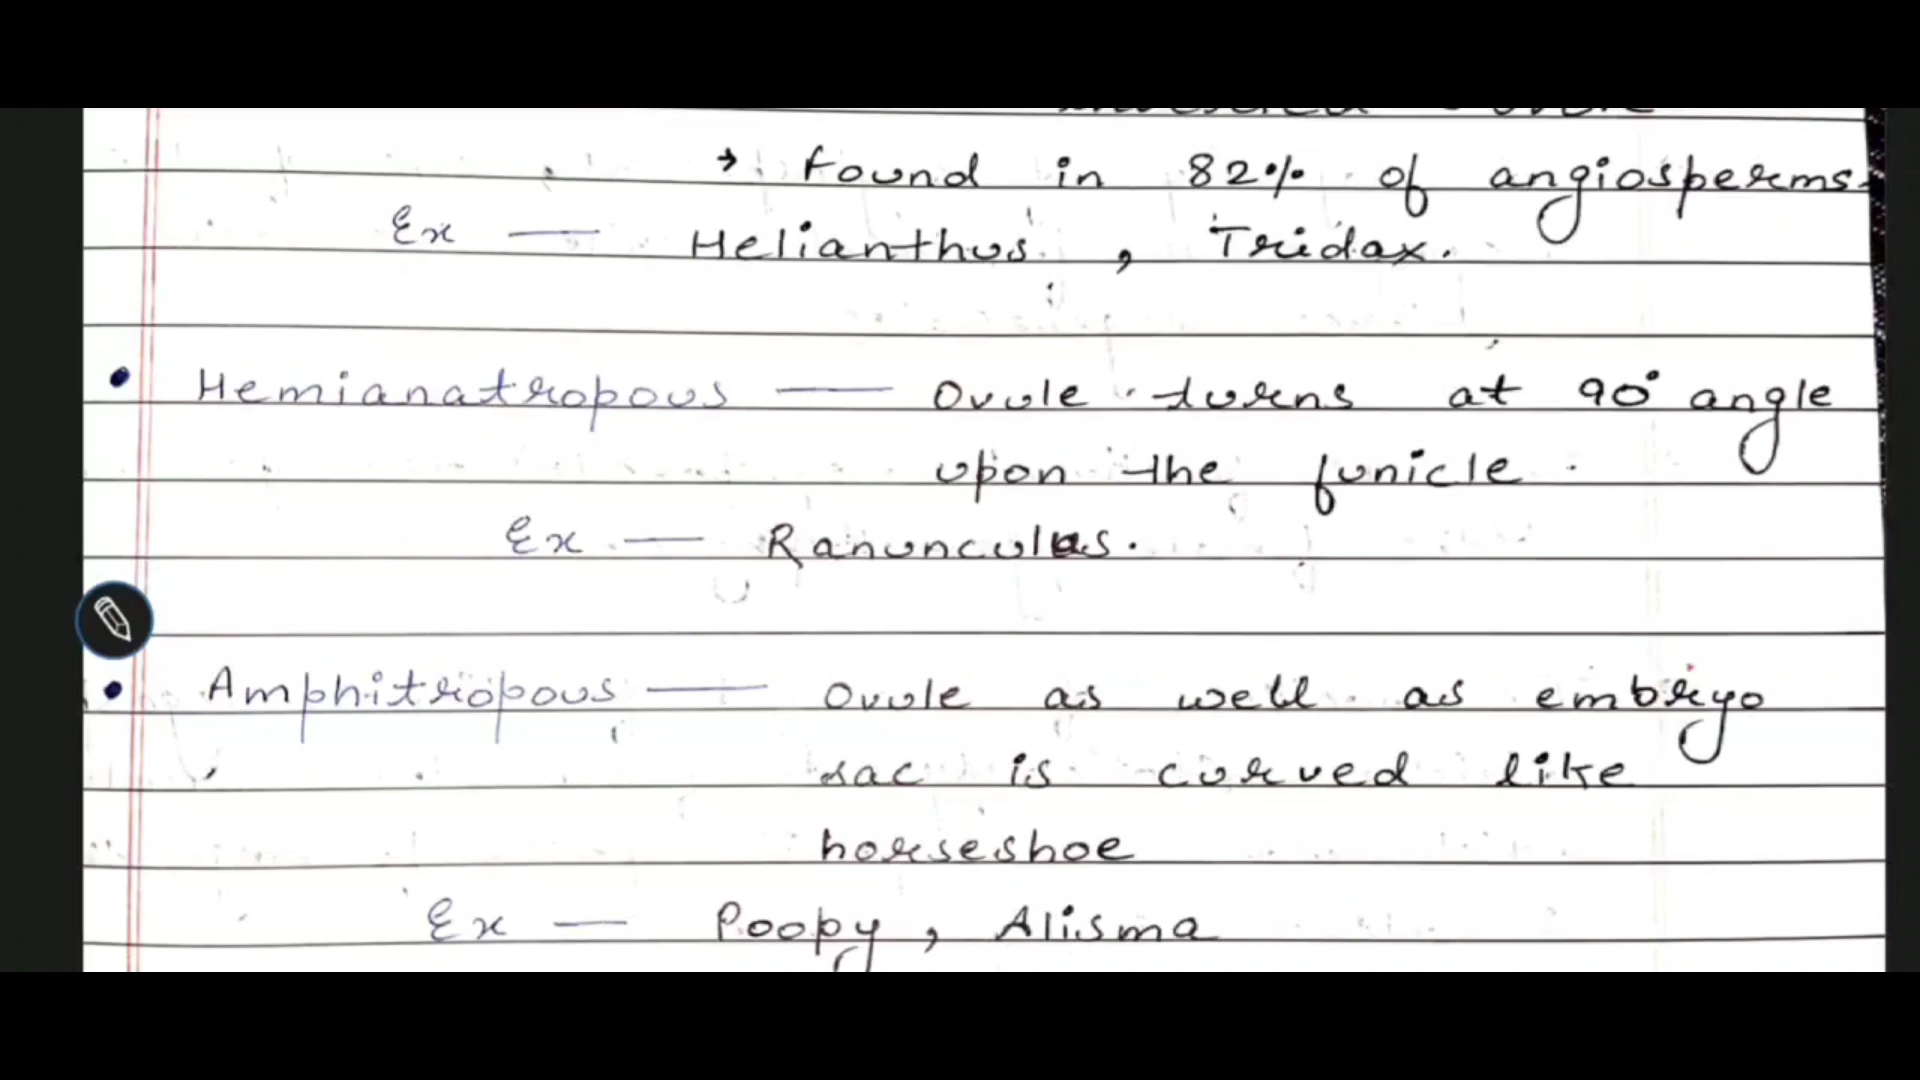 → Found in 82% of angiosperms.
Ex — Helianthus, Tridax.
• Hemianatropous — Ovule turns at 90° angle
upon the funicle.
Ex — Ranunculus.
• Amphitropous — Ovule as well as embryo
sac is curved like
horseshoe
Ex — Poopy, Alisma